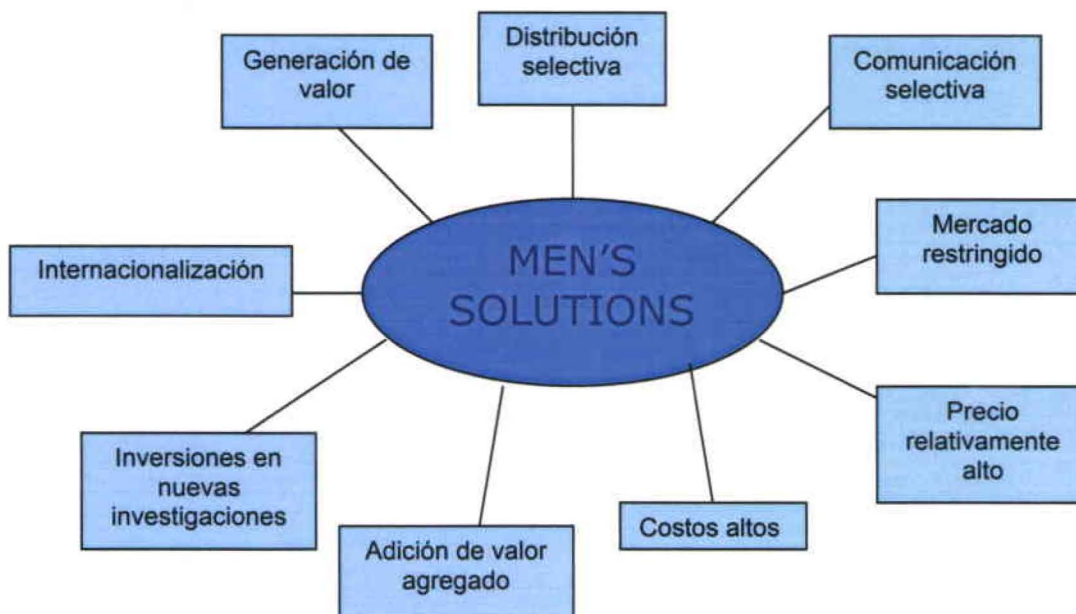 Distribución
selectiva
Generación de
valor
Comunicación
selectiva
Mercado
restringido
MEN'S
SOLUTIONS
Internacionalización
Precio
relativamente
alto
Inversiones en
nuevas
investigaciones
Costos altos
Adición de valor
agregado